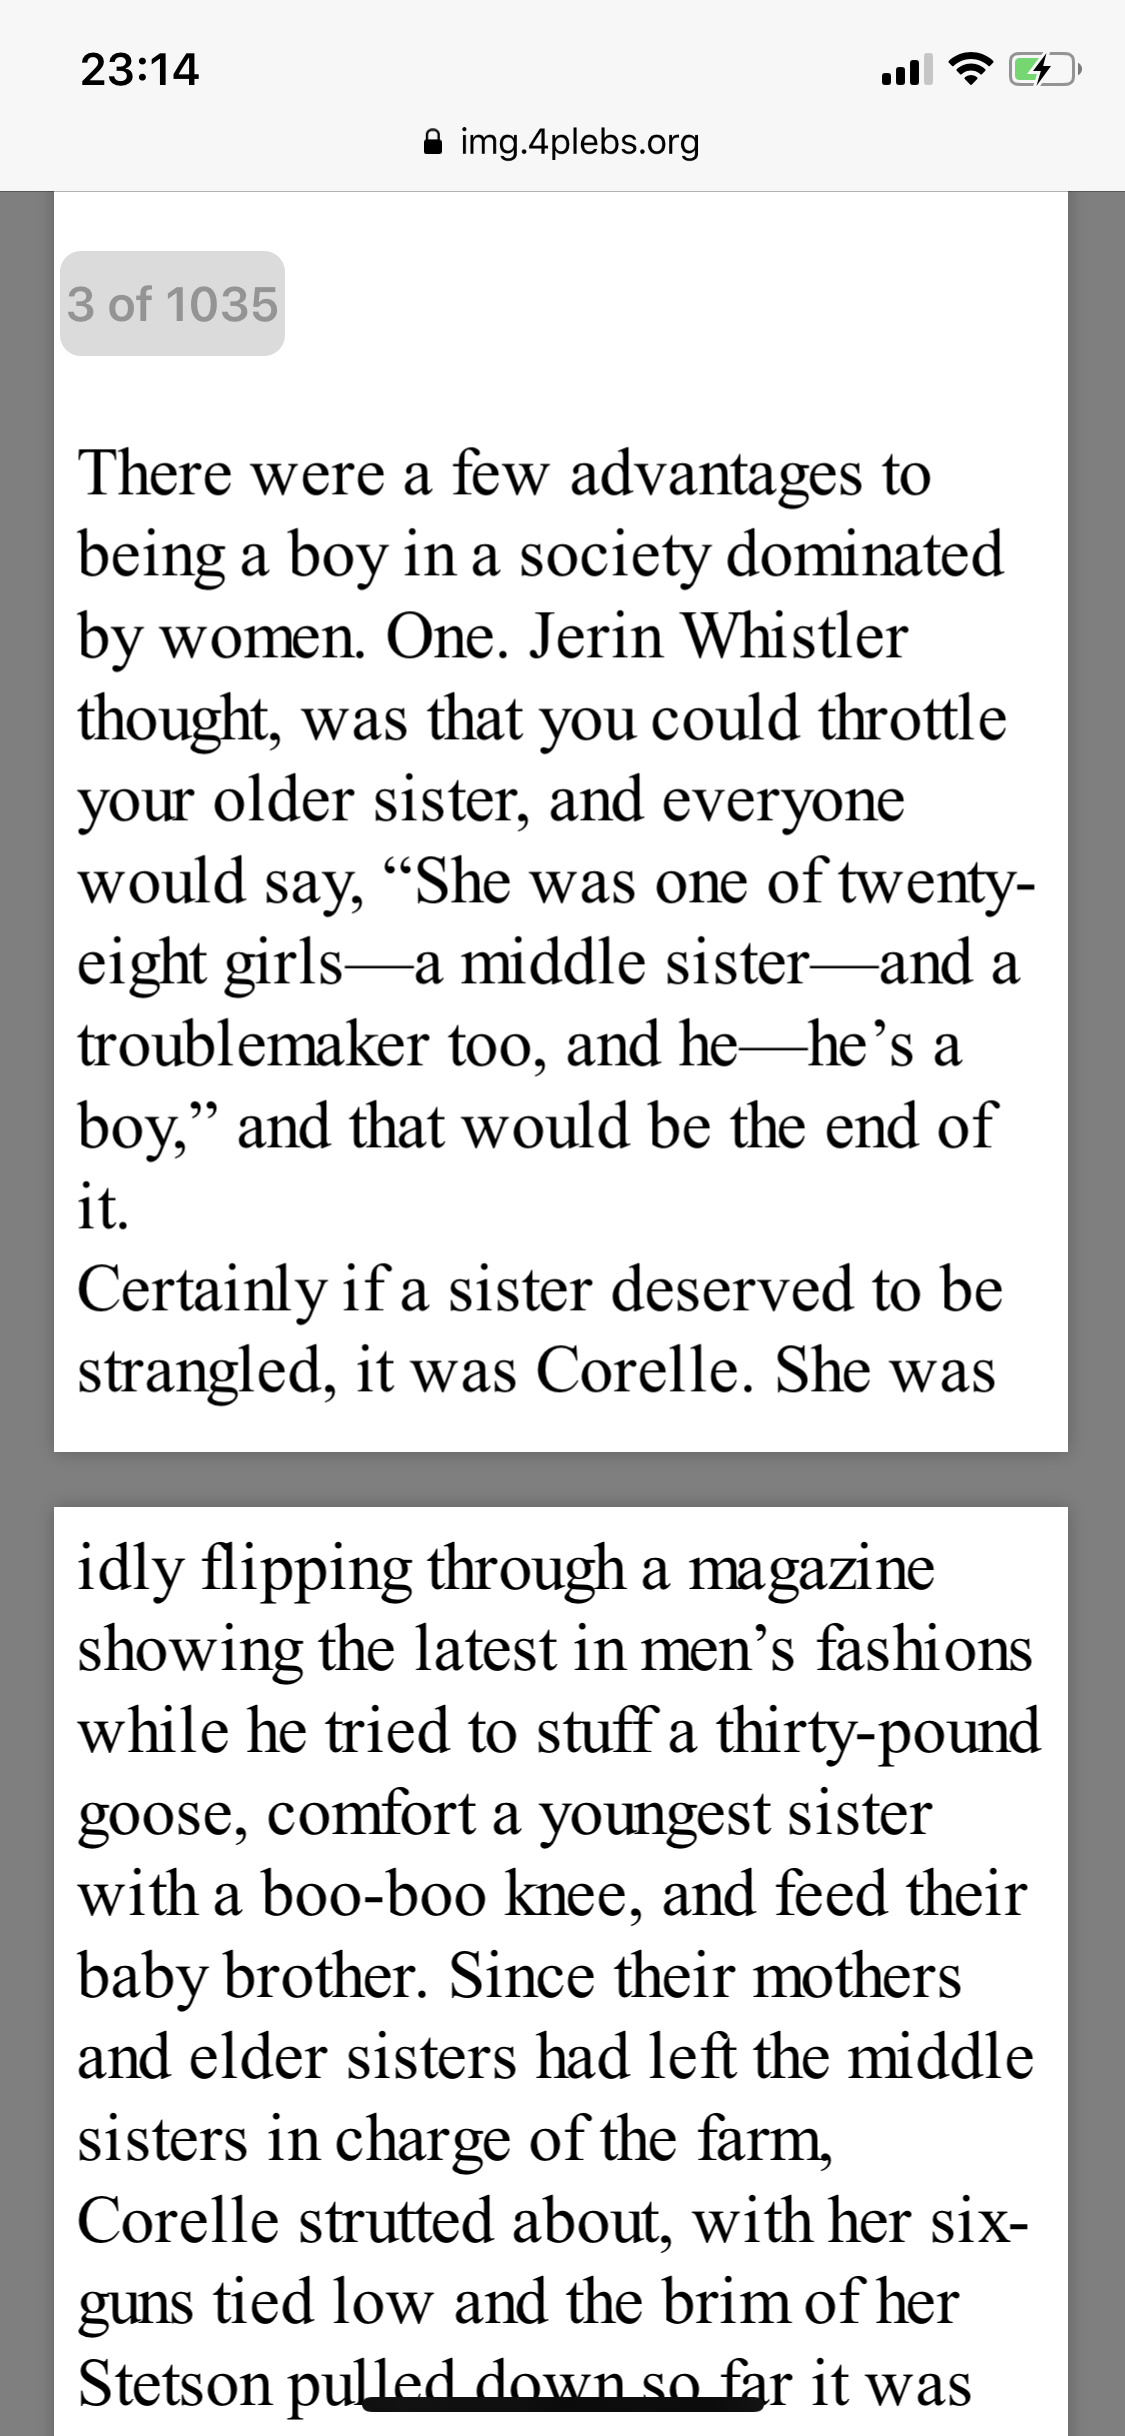 23:14
img.4plebs.org
3 of 1035
There were a few advantages to
being a boy in a society dominated
by women. One. Jerin Whistler
thought, was that you could throttle
your older sister, and everyone
would say, “She was one of twenty-
eight girls—a middle sister—and a
troublemaker too, and he—he’s a
boy,” and that would be the end of
it.
Certainly if a sister deserved to be
strangled, it was Corelle. She was
idly flipping through a magazine
showing the latest in men’s fashions
while he tried to stuff a thirty-pound
goose, comfort a youngest sister
with a boo-boo knee, and feed their
baby brother. Since their mothers
and elder sisters had left the middle
sisters in charge of the farm,
Corelle strutted about, with her six-
guns tied low and the brim of her
Stetson pulled down so far it was